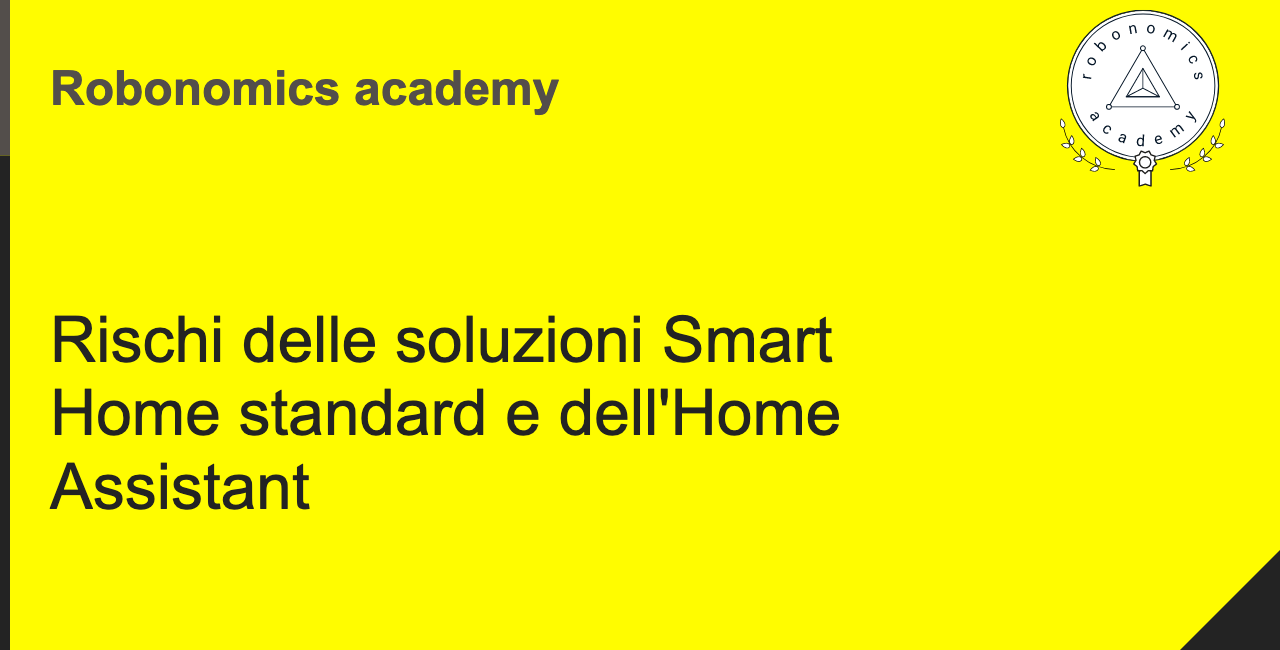 Robonomics academy
robonomics
academy
Rischi delle soluzioni Smart
Home standard e dell'Home
Assistant